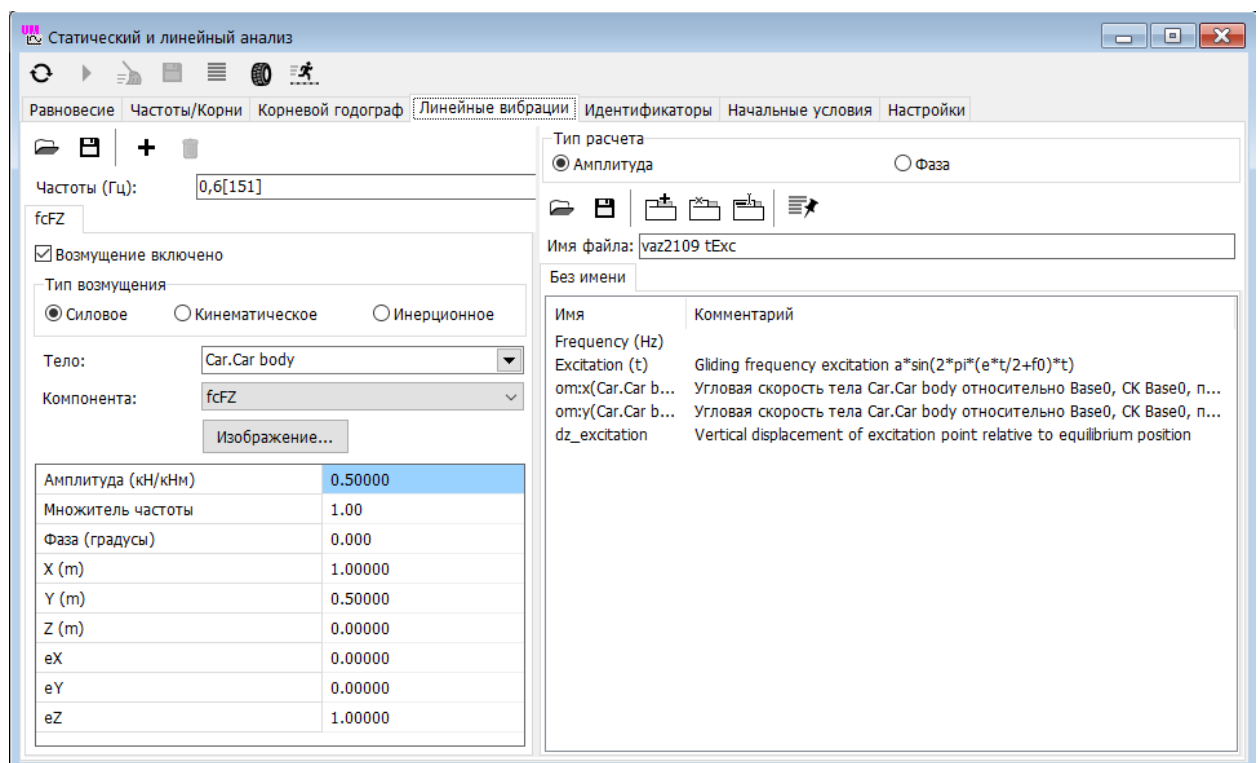 UM Статический и линейный анализ
Равновесие Частоты/Корни Корневой годограф Линейные вибрации Идентификаторы Начальные условия Настройки
Частоты (Гц): 0,6[151]
fcFZ
Возмущение включено
Тип возмущения
Силовое Кинематическое Инерционное
Тело: Car.Car body
Компонента: fcFZ
Изображение...
Амплитуда (кН/кНм) 0.50000
Множитель частоты 1.00
Фаза (градусы) 0.000
X (m) 1.00000
Y (m) 0.50000
Z (m) 0.00000
eX 0.00000
eY 0.00000
eZ 1.00000
Тип расчета
Амплитуда Фаза
Имя файла: vaz2109 tExc
Без имени
Имя Комментарий
Frequency (Hz)
Excitation (t) Gliding frequency excitation a*sin(2*pi*(e*t/2+f0)*t)
om:x(Car.Car b... Угловая скорость тела Car.Car body относительно Base0, СК Base0, п...
om:y(Car.Car b... Угловая скорость тела Car.Car body относительно Base0, СК Base0, п...
dz_excitation Vertical displacement of excitation point relative to equilibrium position